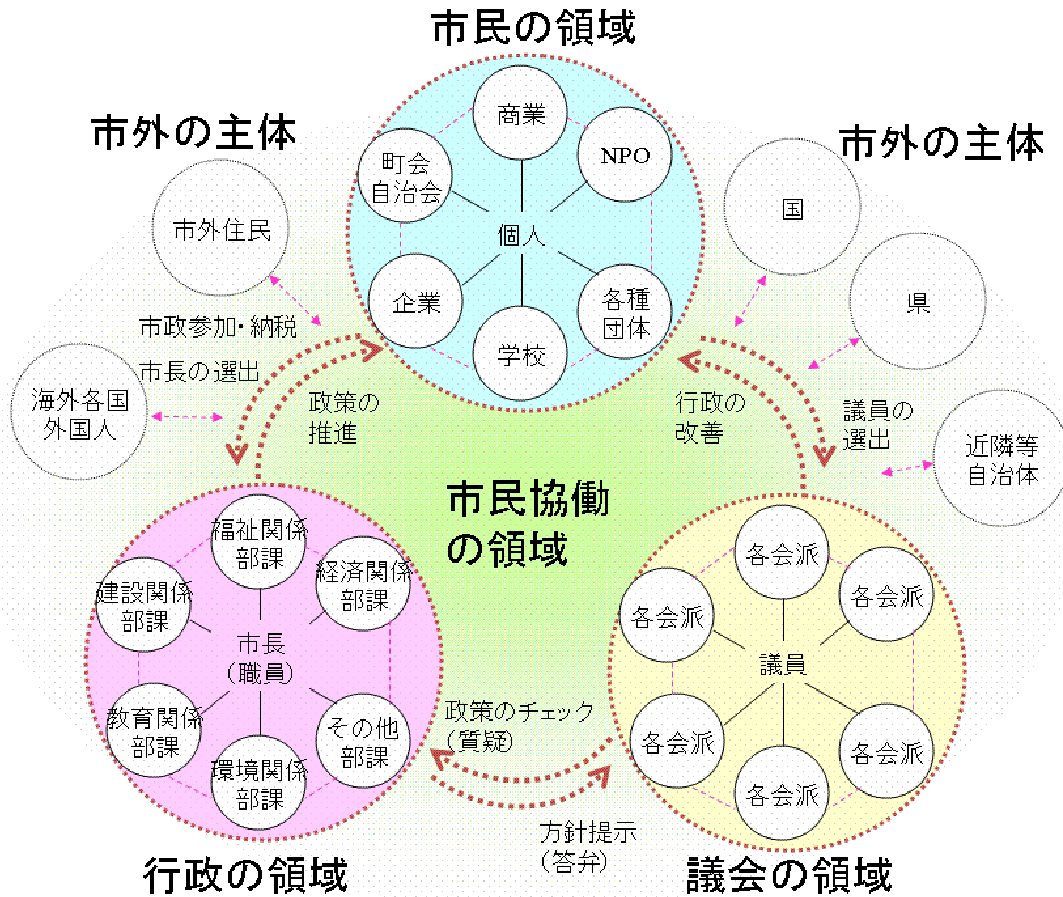 市民の領域
市外の主体
市外の主体
商業
町会
自治会
NPO
個人
企業
各種
団体
学校
市外住民
国
県
海外各国
外国人
近隣等
自治体
市政参加・納税
市長の選出
政策の
推進
行政の
改善
議員の
選出
市民協働
の領域
福祉関係
部課
建設関係
部課
経済関係
部課
市長
(職員)
教育関係
部課
その他
部課
環境関係
部課
各会派
各会派
各会派
議員
各会派
各会派
各会派
政策のチェック
(質疑)
方針提示
(答弁)
行政の領域
議会の領域